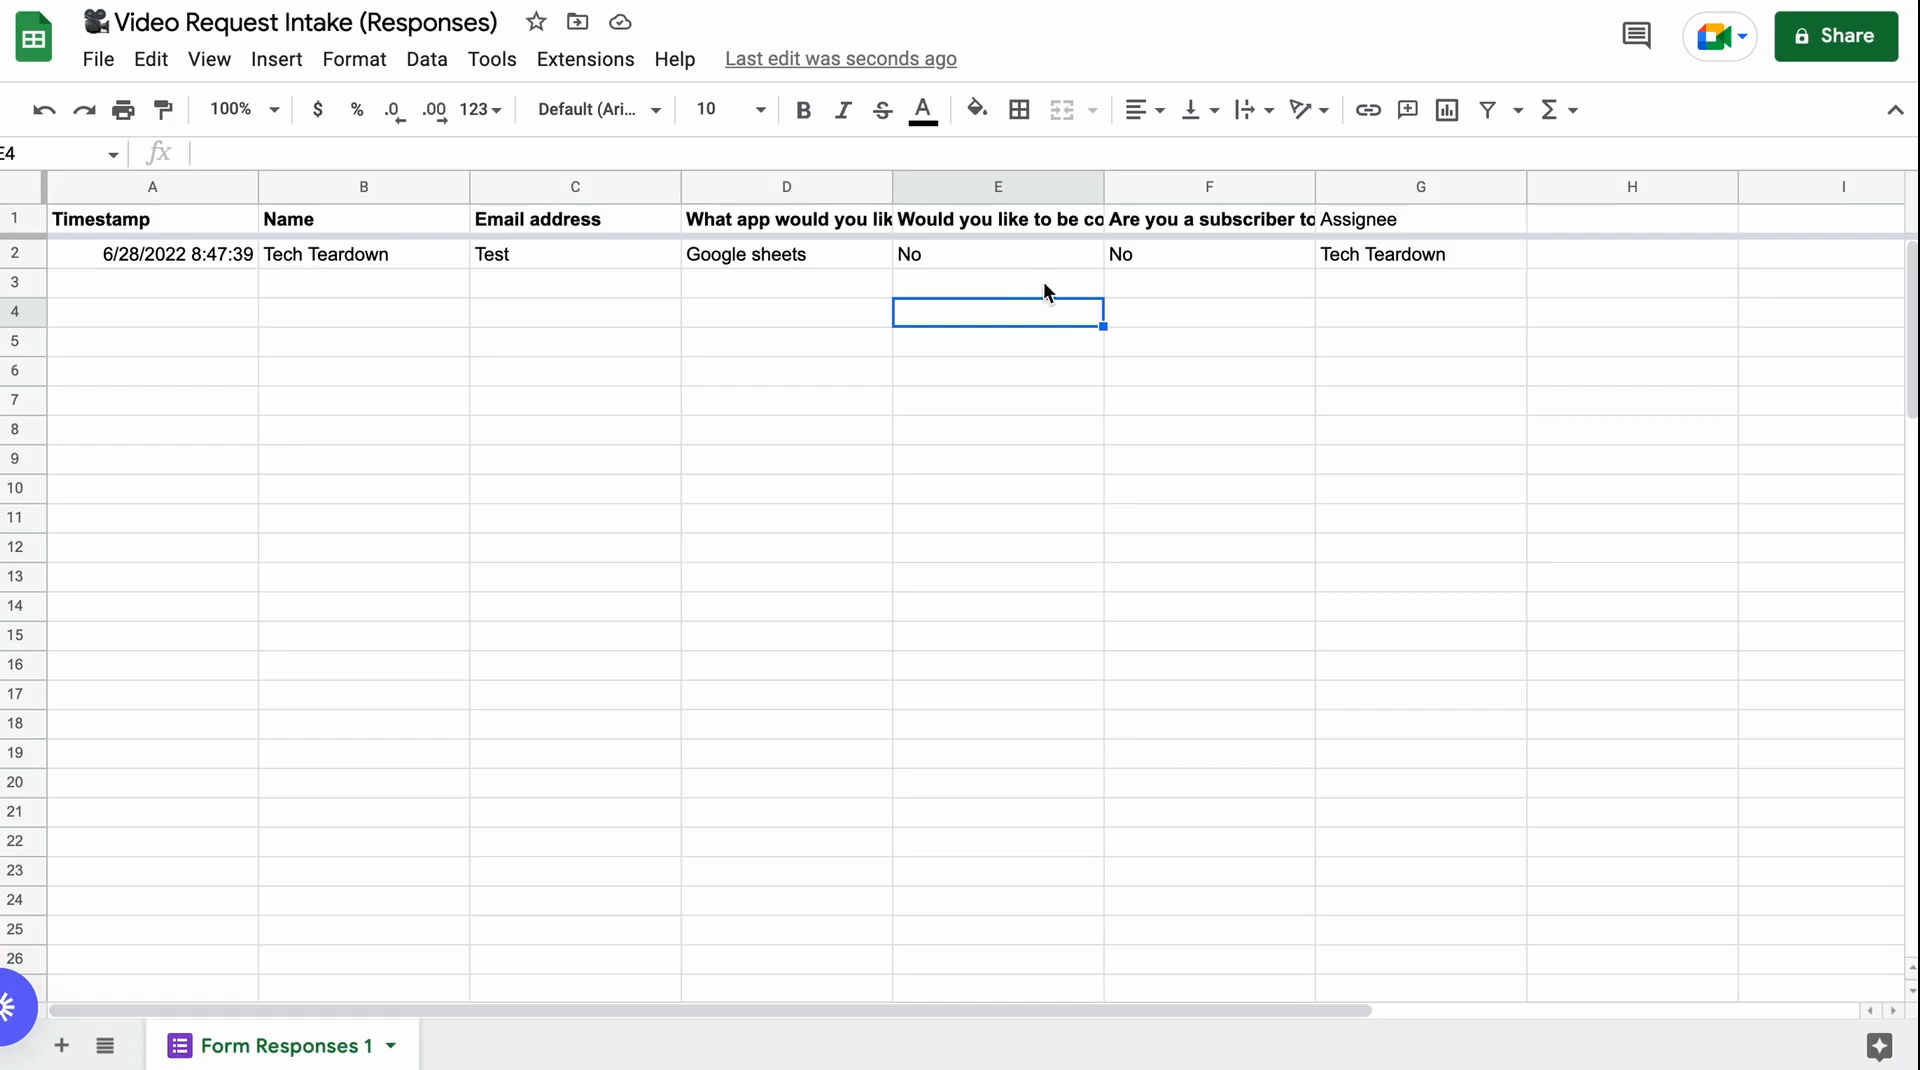 Video Request Intake (Responses)
File Edit View Insert Format Data Tools Extensions Help Last edit was seconds ago
Share
100% $ % .0 .00 123 Default (Ari... 10 B I S A Σ
E4 fx
A B C D E F G H I
1 Timestamp Name Email address What app would you lik Would you like to be co Are you a subscriber to Assignee
2 6/28/2022 8:47:39 Tech Teardown Test Google sheets No No Tech Teardown
3
4
5
6
7
8
9
10
11
12
13
14
15
16
17
18
19
20
21
22
23
24
25
26
+ Form Responses 1